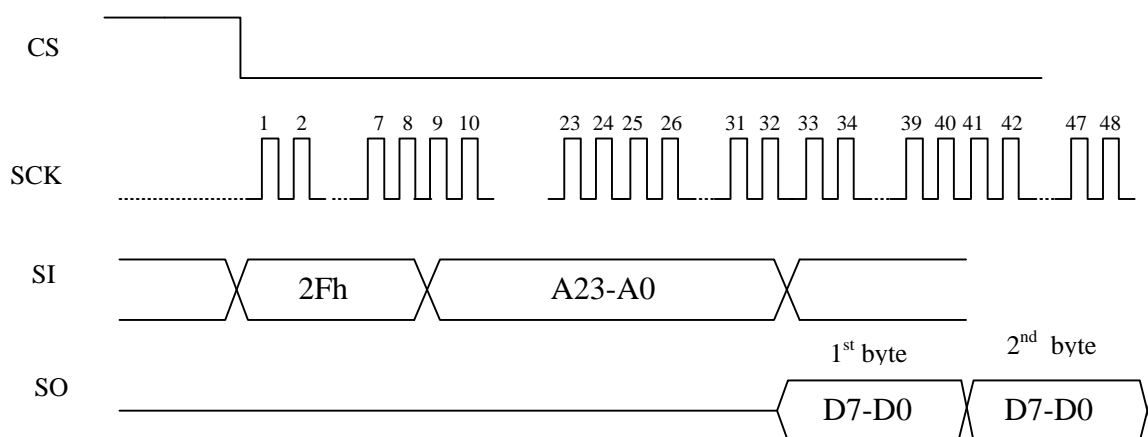 CS
1 2 7 8 9 10 23 24 25 26 31 32 33 34 39 40 41 42 47 48
SCK
SI 2Fh A23-A0
1st byte 2nd byte
SO D7-D0 D7-D0